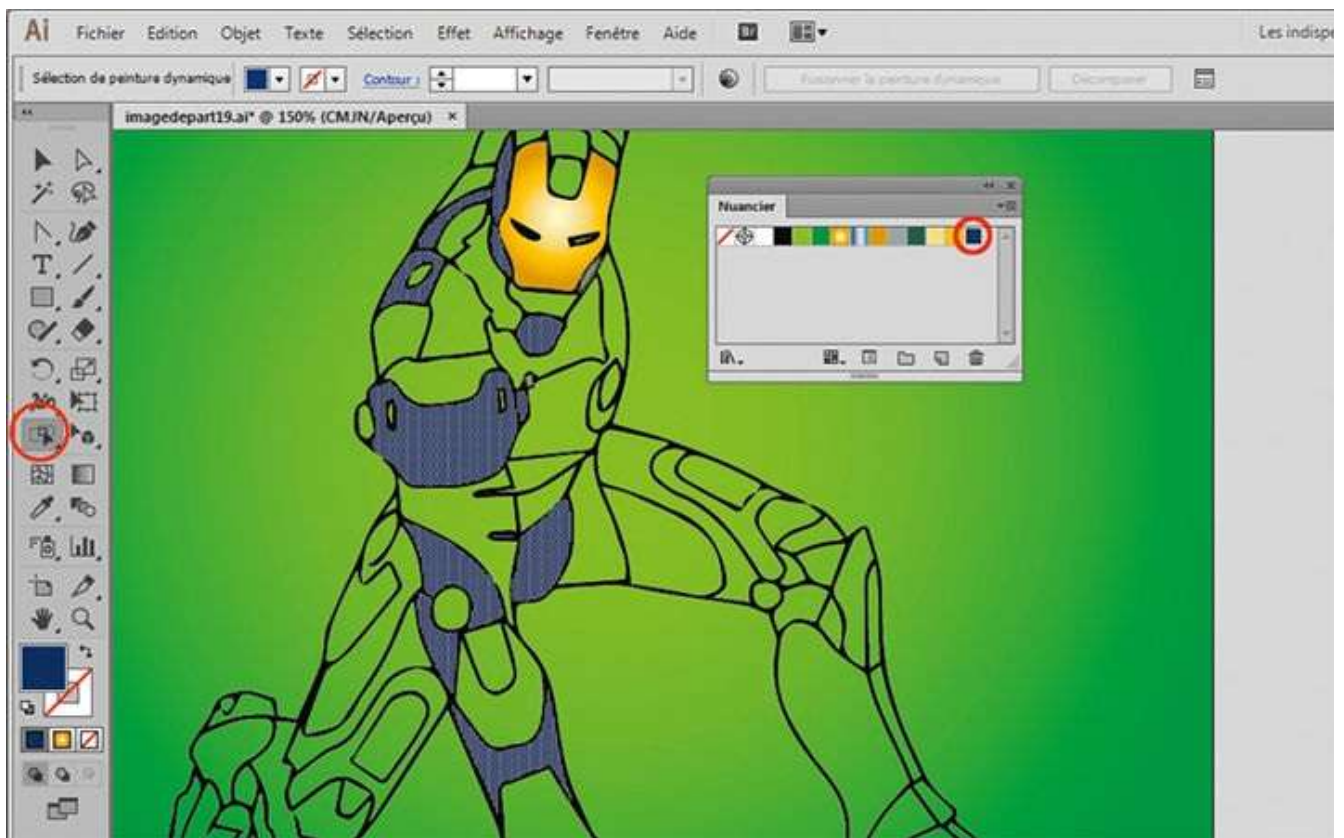 Ai Fichier Edition Objet Texte Sélection Effet Affichage Fenêtre Aide Br Les indispe
Sélection de peinture dynamique Contour : Fusionner la peinture dynamique Décomposer
imagedepart19.ai* @ 150% (CMJN/Aperçu) ×
Nuancier